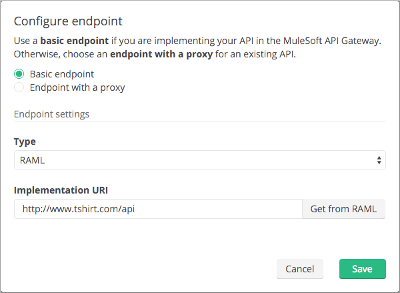 Configure endpoint
Use a basic endpoint if you are implementing your API in the MuleSoft API Gateway.
Otherwise, choose an endpoint with a proxy for an existing API.
Basic endpoint
Endpoint with a proxy
Endpoint settings
Type
RAML
Implementation URI
http://www.tshirt.com/api
Get from RAML
Cancel
Save